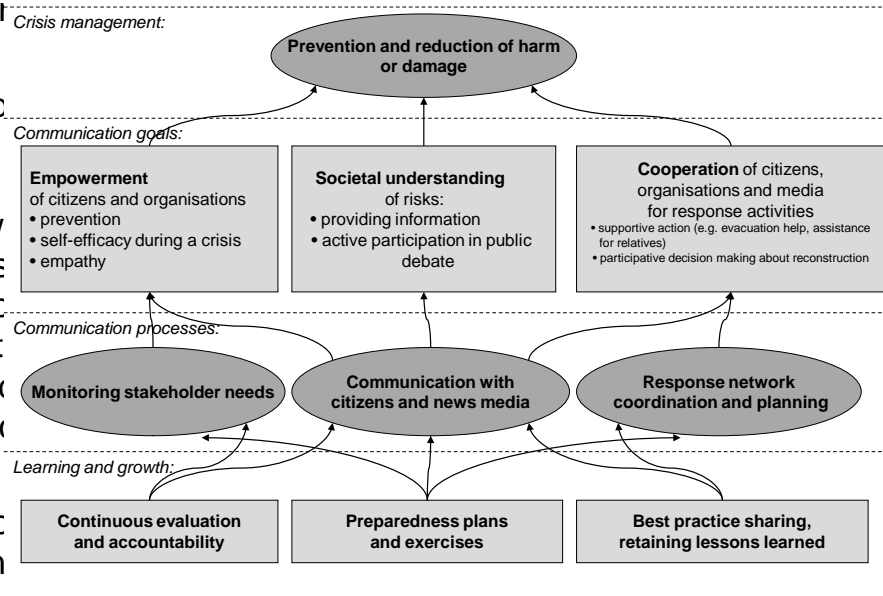 Crisis management:
Prevention and reduction of harm
or damage
Communication goals:
Empowerment
of citizens and organisations
• prevention
• self-efficacy during a crisis
• empathy
Societal understanding
of risks:
• providing information
• active participation in public
debate
Cooperation of citizens,
organisations and media
for response activities
• supportive action (e.g. evacuation help, assistance
for relatives)
• participative decision making about reconstruction
Communication processes:
Monitoring stakeholder needs
Communication with
citizens and news media
Response network
coordination and planning
Learning and growth:
Continuous evaluation
and accountability
Preparedness plans
and exercises
Best practice sharing,
retaining lessons learned